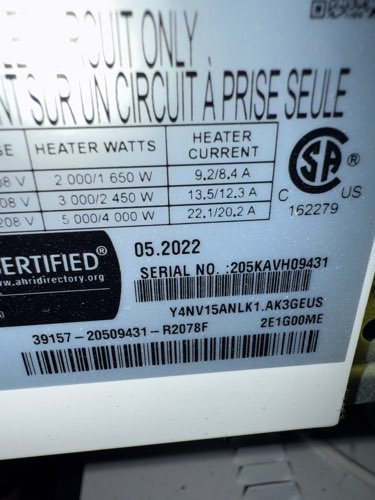 CIRCUIT ONLY
SUR UN CIRCUIT À PRISE SEULE
HEATER WATTS HEATER CURRENT
08 V 2 000/1 650 W 9.2/8.4 A
08 V 3 000/2 450 W 13.5/12.3 A
208 V 5 000/4 000 W 22.1/20.2 A
C US
162279
CERTIFIED®
www.ahridirectory.org
05.2022
SERIAL NO. :205KAVH09431
Y4NV15ANLK1.AK3GEUS
39157-20509431-R2078F 2E1G00ME